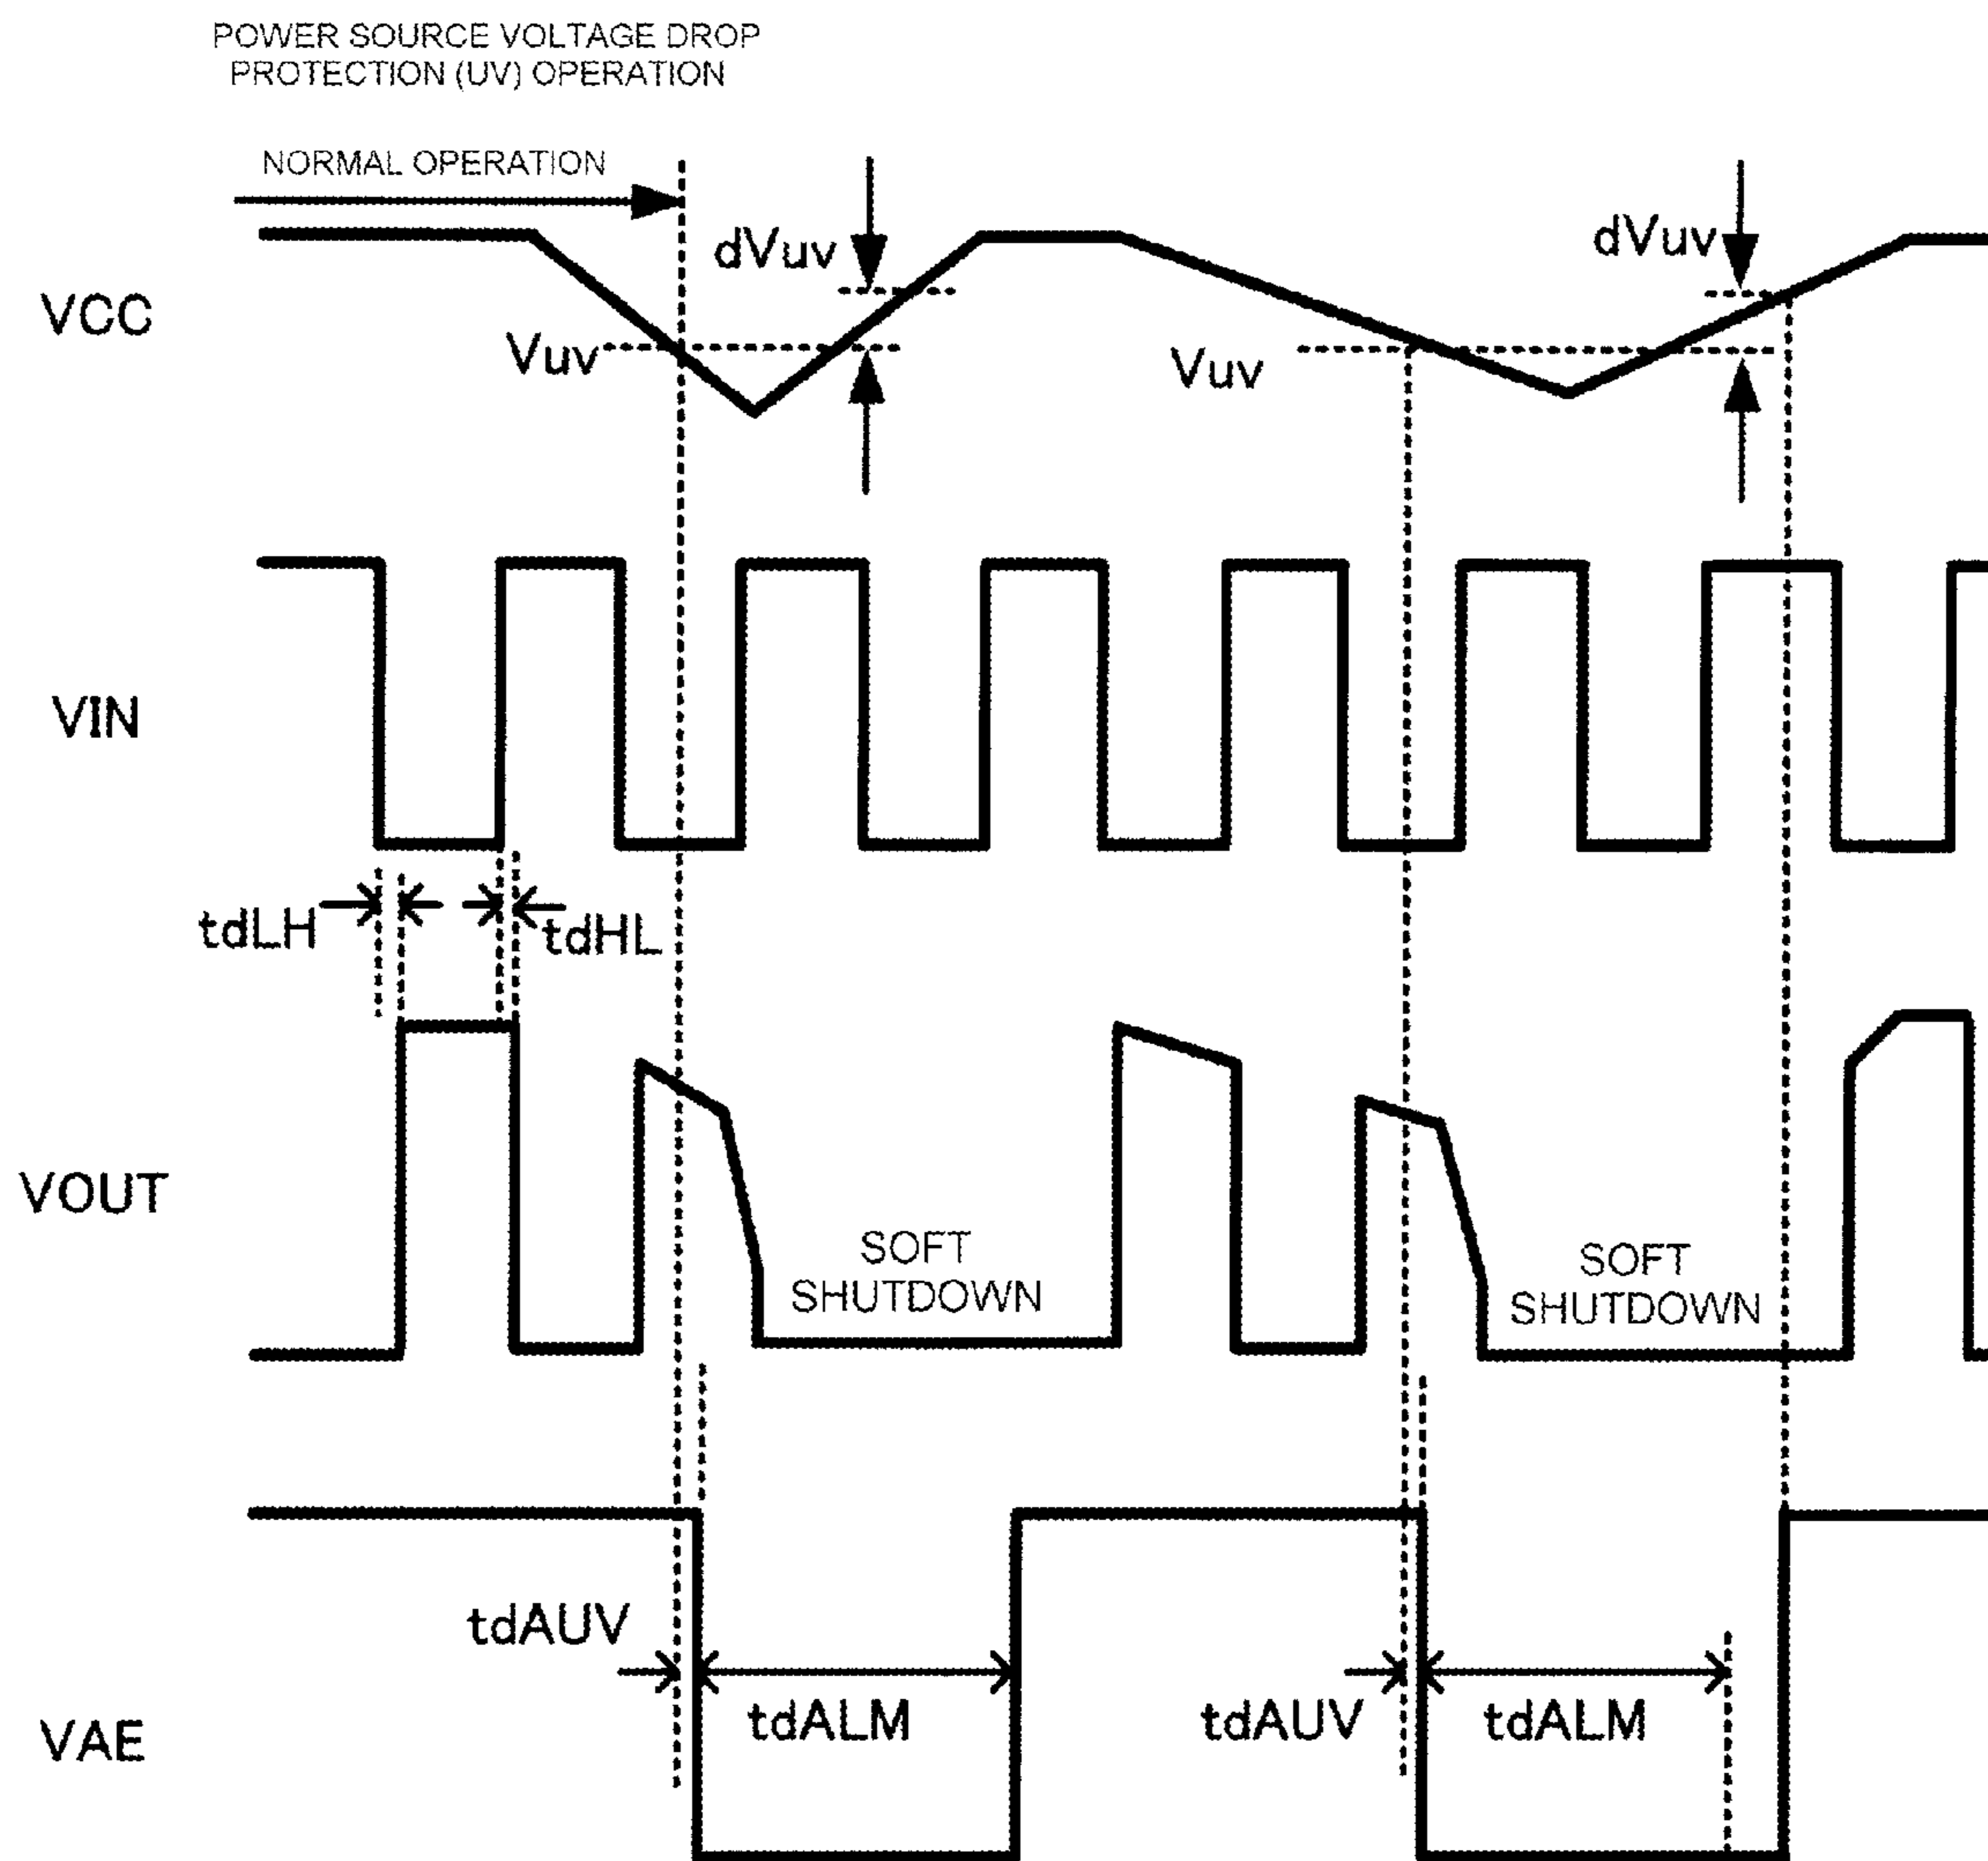 POWER SOURCE VOLTAGE DROP
PROTECTION (UV) OPERATION
NORMAL OPERATION
dVuv
dVuv
VCC
Vuv
Vuv
VIN
tdLH
tdHL
VOUT
SOFT
SHUTDOWN
SOFT
SHUTDOWN
tdAUV
tdALM
tdAUV
tdALM
VAE